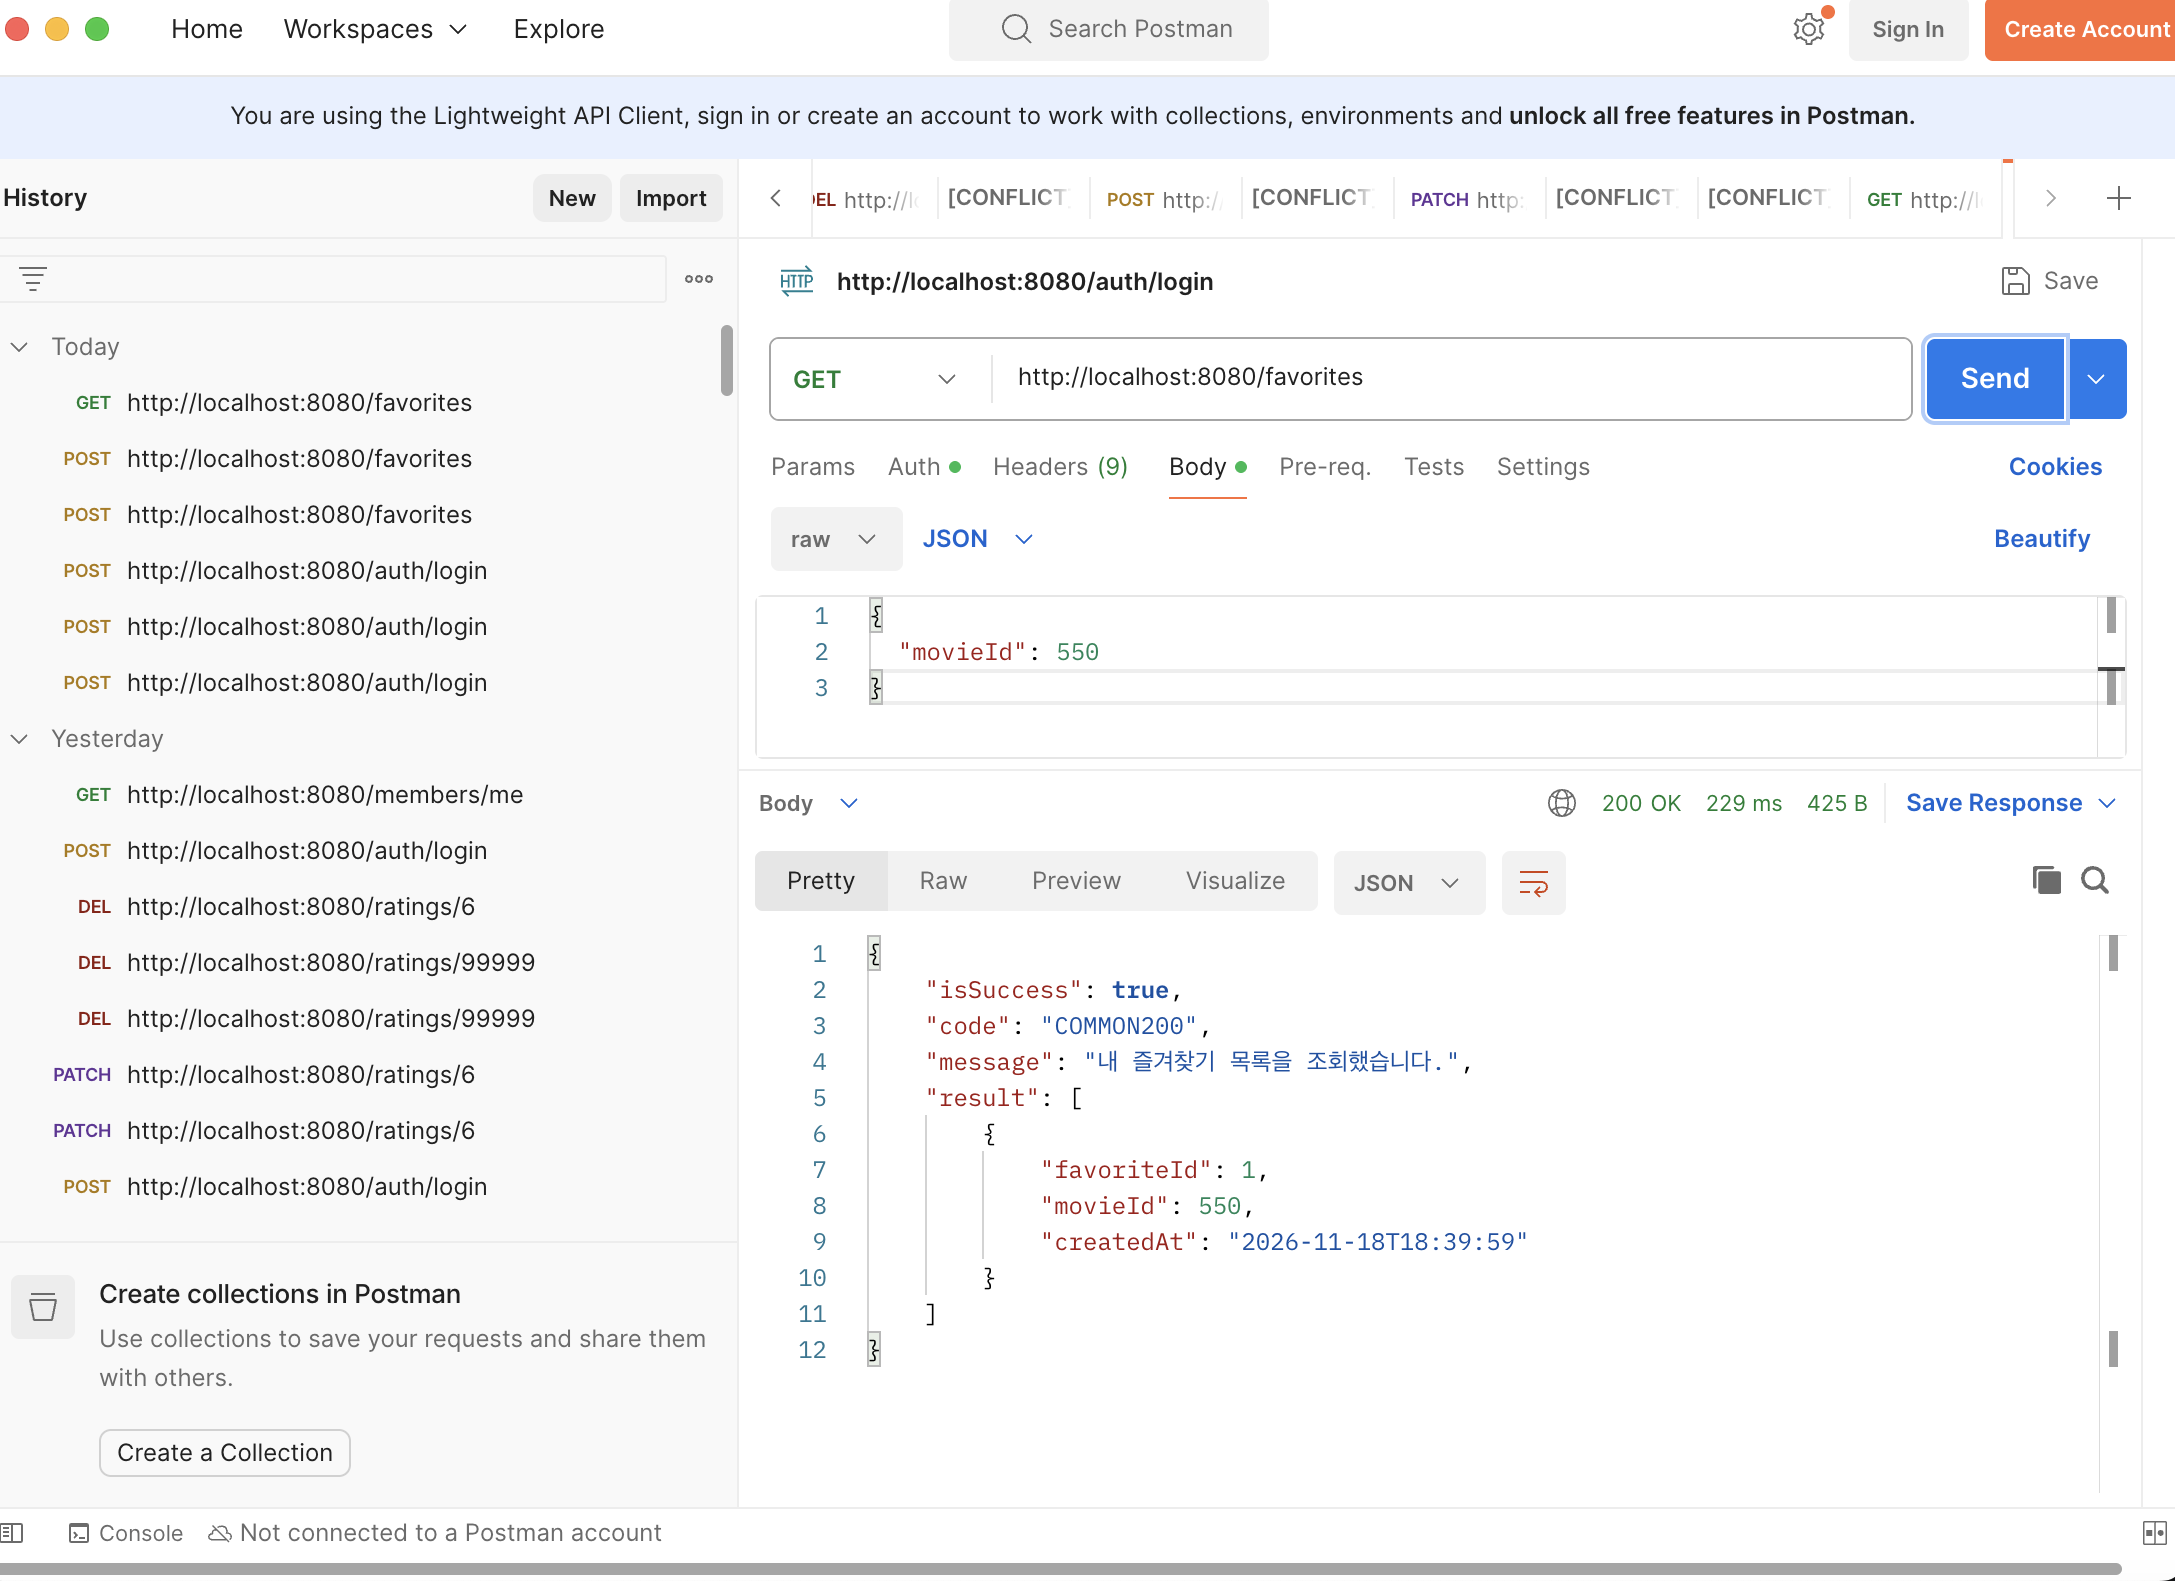 Home Workspaces Explore Search Postman Sign In Create Account
You are using the Lightweight API Client, sign in or create an account to work with collections, environments and unlock all free features in Postman.
History New Import
DEL http://lo [CONFLICT POST http:/ [CONFLICT PATCH http: [CONFLICT [CONFLICT GET http://l
Today
GET http://localhost:8080/favorites
POST http://localhost:8080/favorites
POST http://localhost:8080/favorites
POST http://localhost:8080/auth/login
POST http://localhost:8080/auth/login
POST http://localhost:8080/auth/login
Yesterday
GET http://localhost:8080/members/me
POST http://localhost:8080/auth/login
DEL http://localhost:8080/ratings/6
DEL http://localhost:8080/ratings/99999
DEL http://localhost:8080/ratings/99999
PATCH http://localhost:8080/ratings/6
PATCH http://localhost:8080/ratings/6
POST http://localhost:8080/auth/login
Create collections in Postman
Use collections to save your requests and share them
with others.
Create a Collection
HTTP http://localhost:8080/auth/login Save
GET http://localhost:8080/favorites Send
Params Auth Headers (9) Body Pre-req. Tests Settings Cookies
raw JSON Beautify
1 {
2 "movieId": 550
3 }
Body 200 OK 229 ms 425 B Save Response
Pretty Raw Preview Visualize JSON
1 {
2 "isSuccess": true,
3 "code": "COMMON200",
4 "message": "내 즐겨찾기 목록을 조회했습니다.",
5 "result": [
6 {
7 "favoriteId": 1,
8 "movieId": 550,
9 "createdAt": "2026-11-18T18:39:59"
10 }
11 ]
12 }
Console Not connected to a Postman account